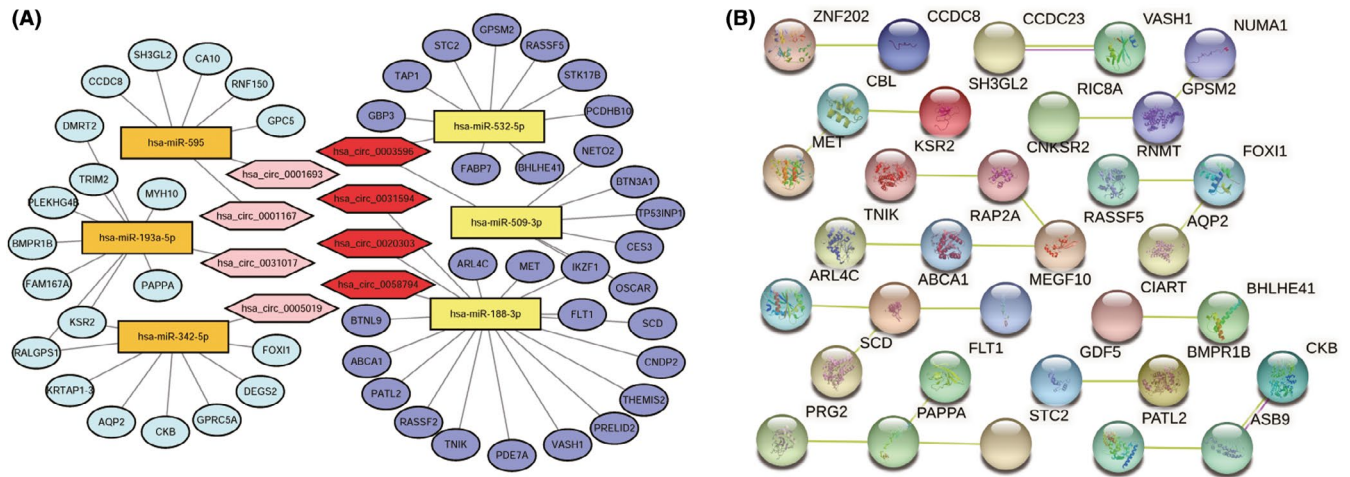 (A)
SH3GL2
CA10
CCDC8
RNF150
GPC5
DMRT2
hsa-miR-595
TRIM2
MYH10
PLEKHG4B
BMPR1B
hsa-miR-193a-5p
FAM167A
PAPPA
KSR2
RALGPS1
hsa-miR-342-5p
FOXI1
KRTAP1-3
DEGS2
AQP2
CKB
GPRC5A
hsa_circ_0001693
hsa_circ_0001167
hsa_circ_0031017
hsa_circ_0005019
hsa_circ_0003596
hsa_circ_0031594
hsa_circ_0020303
hsa_circ_0058794
GPSM2
STC2
RASSF5
TAP1
STK17B
GBP3
PCDHB10
hsa-miR-532-5p
FABP7
BHLHE41
NETO2
BTN3A1
hsa-miR-509-3p
TP53INP1
CES3
ARL4C
MET
IKZF1
OSCAR
BTNL9
hsa-miR-188-3p
FLT1
SCD
ABCA1
CNDP2
PATL2
THEMIS2
RASSF2
PRELID2
TNIK
PDE7A
VASH1
(B)
ZNF202
CCDC8
CCDC23
VASH1
NUMA1
CBL
SH3GL2
RIC8A
GPSM2
MET
KSR2
CNKSR2
RNMT
FOXI1
TNIK
RAP2A
RASSF5
AQP2
ARL4C
ABCA1
MEGF10
CIART
BHLHE41
SCD
FLT1
GDF5
BMPR1B
CKB
PRG2
PAPPA
STC2
PATL2
ASB9